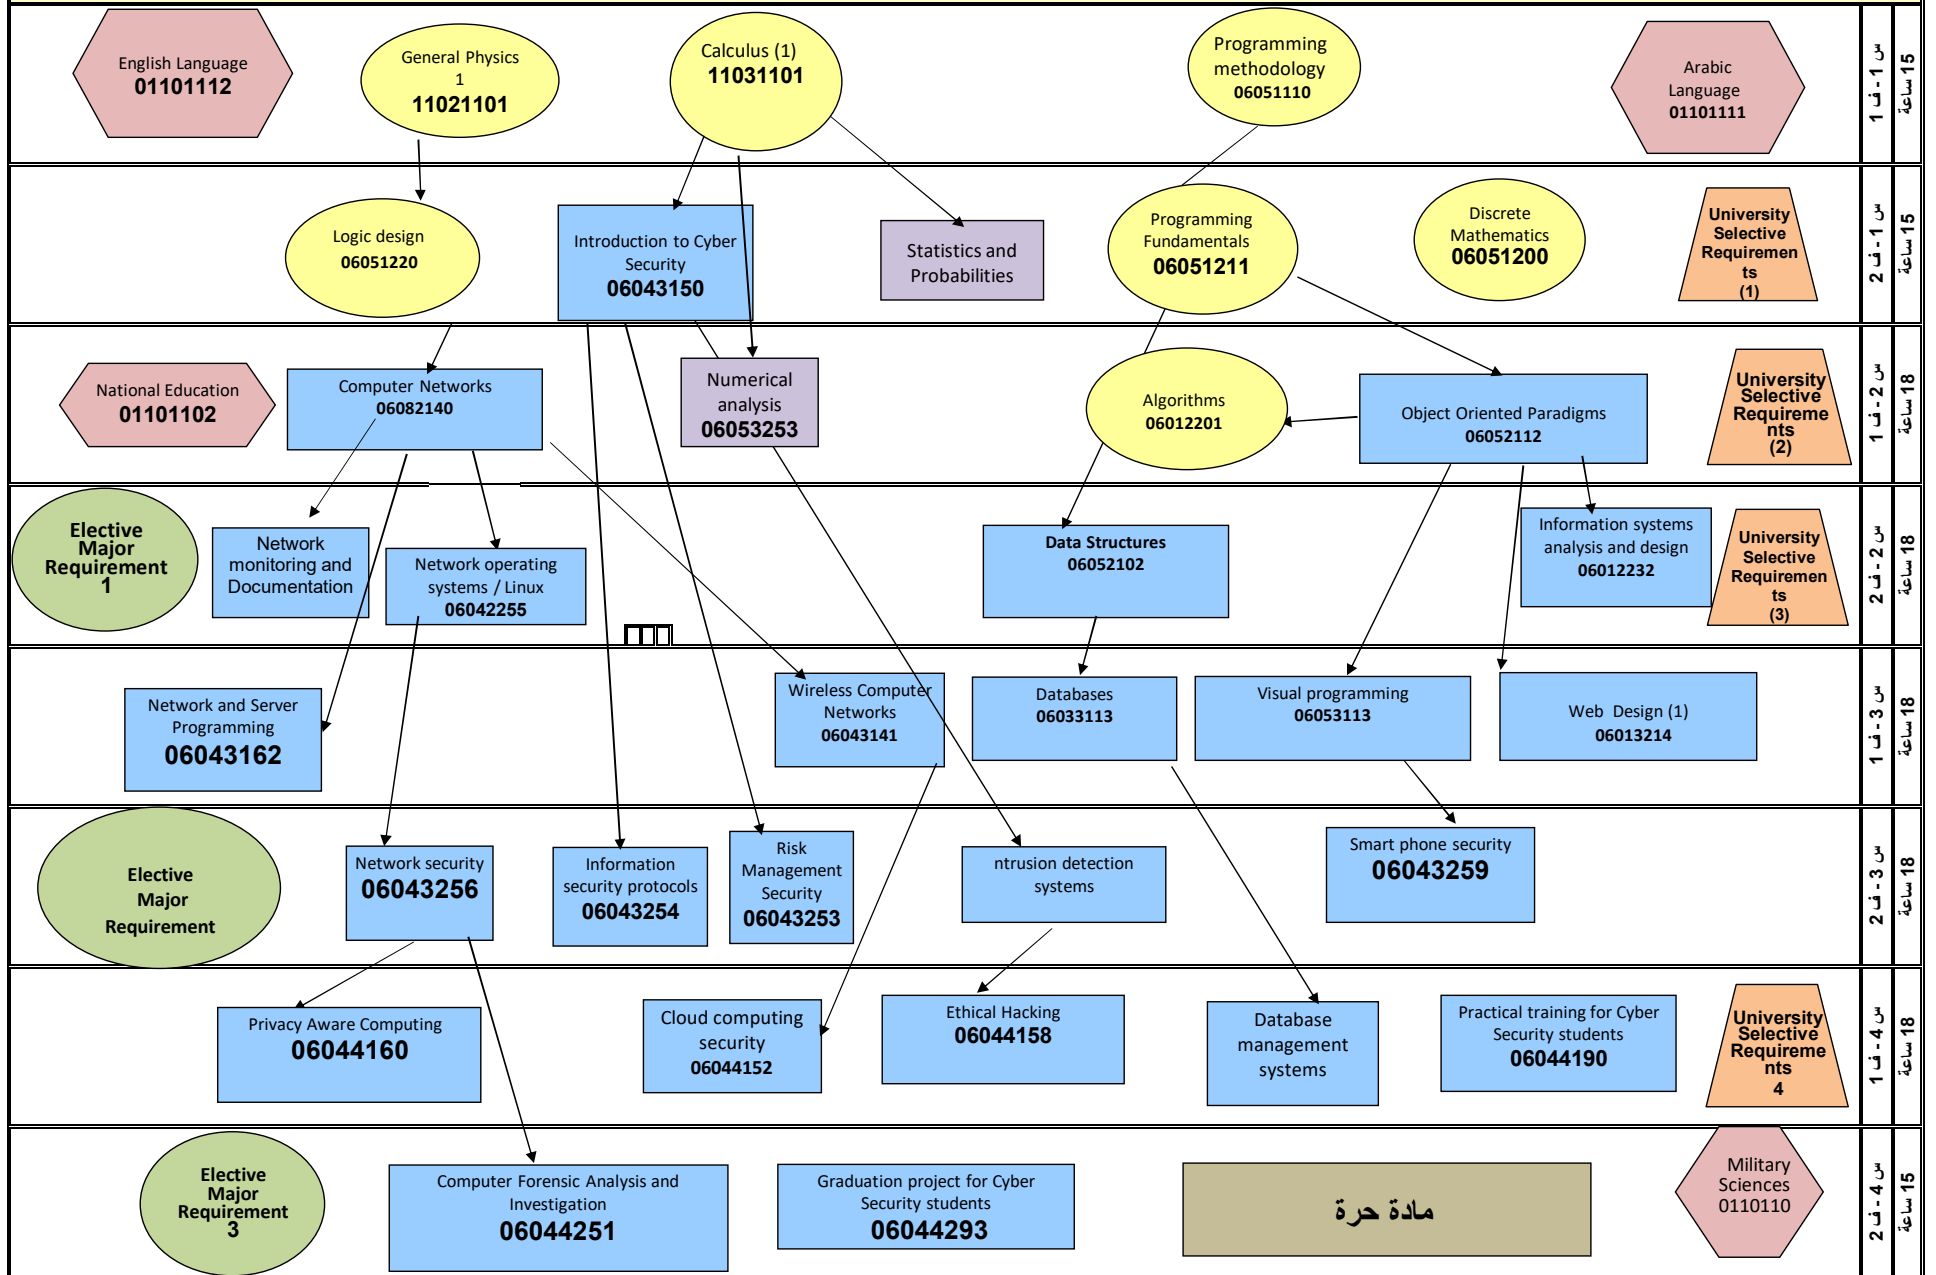 English Language
01101112
General Physics
1
11021101
Calculus (1)
11031101
Programming
methodology
06051110
Arabic
Language
01101111
س 1 - ف 1
15 ساعة
Logic design
06051220
Introduction to Cyber
Security
06043150
Statistics and
Probabilities
Programming
Fundamentals
06051211
Discrete
Mathematics
06051200
University
Selective
Requiremen
ts
(1)
س 1 - ف 2
15 ساعة
National Education
01101102
Computer Networks
06082140
Numerical
analysis
06053253
Algorithms
06012201
Object Oriented Paradigms
06052112
University
Selective
Requireme
nts
(2)
س 2 - ف 1
18 ساعة
Elective
Major
Requirement
1
Network
monitoring and
Documentation
Network operating
systems / Linux
06042255
Data Structures
06052102
Information systems
analysis and design
06012232
University
Selective
Requiremen
ts
(3)
س 2 - ف 2
18 ساعة
Network and Server
Programming
06043162
Wireless Computer
Networks
06043141
Databases
06033113
Visual programming
06053113
Web Design (1)
06013214
س 3 - ف 1
18 ساعة
Elective
Major
Requirement
Network security
06043256
Information
security protocols
06043254
Risk
Management
Security
06043253
ntrusion detection
systems
Smart phone security
06043259
س 3 - ف 2
18 ساعة
Privacy Aware Computing
06044160
Cloud computing
security
06044152
Ethical Hacking
06044158
Database
management
systems
Practical training for Cyber
Security students
06044190
University
Selective
Requireme
nts
4
س 4 - ف 1
18 ساعة
Elective
Major
Requirement
3
Computer Forensic Analysis and
Investigation
06044251
Graduation project for Cyber
Security students
06044293
مادة حرة
Military
Sciences
0110110
س 4 - ف 2
15 ساعة